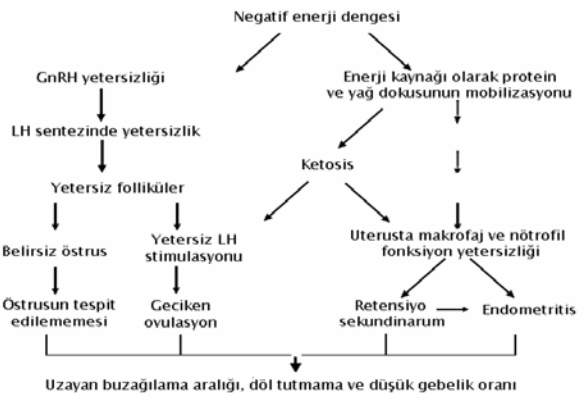 Negatif enerji dengesi
GnRH yetersizliği
Enerji kaynağı olarak protein
ve yağ dokusunun mobilizasyonu
LH sentezinde yetersizlik
Ketosis
Yetersiz folliküler
Belirsiz östrus
Yetersiz LH
stimulasyonu
Uterusta makrofaj ve nötrofil
fonksiyon yetersizliği
Östrusun tespit
edilememesi
Geciken
ovulasyon
Retensiyo
sekundinarum
Endometritis
Uzayan buzağılama aralığı, döl tutmama ve düşük gebelik oranı